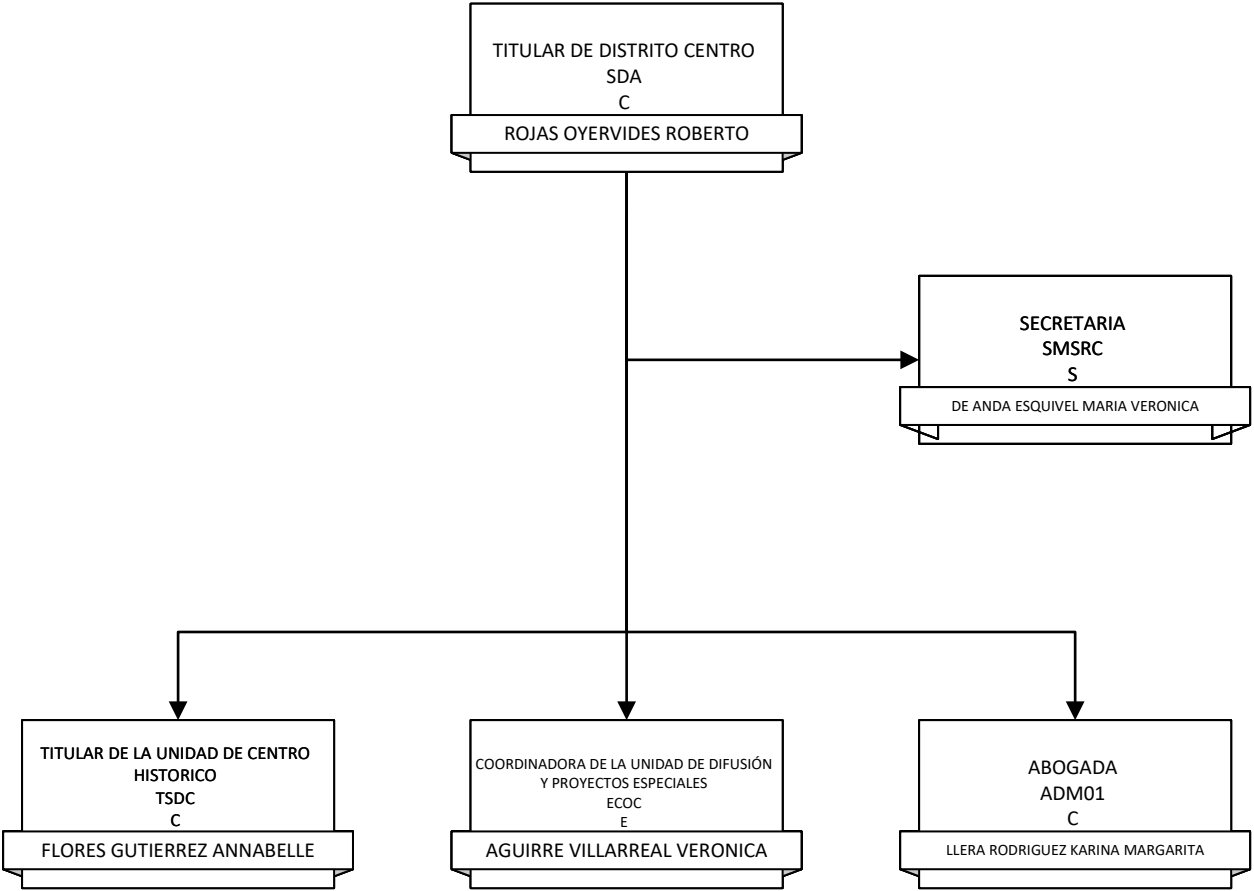 TITULAR DE DISTRITO CENTRO
SDA
C
ROJAS OYERVIDES ROBERTO
SECRETARIA
SMSRC
S
DE ANDA ESQUIVEL MARIA VERONICA
TITULAR DE LA UNIDAD DE CENTRO
HISTORICO
TSDC
C
FLORES GUTIERREZ ANNABELLE
COORDINADORA DE LA UNIDAD DE DIFUSIÓN
Y PROYECTOS ESPECIALES
ECOC
E
AGUIRRE VILLARREAL VERONICA
ABOGADA
ADM01
C
LLERA RODRIGUEZ KARINA MARGARITA